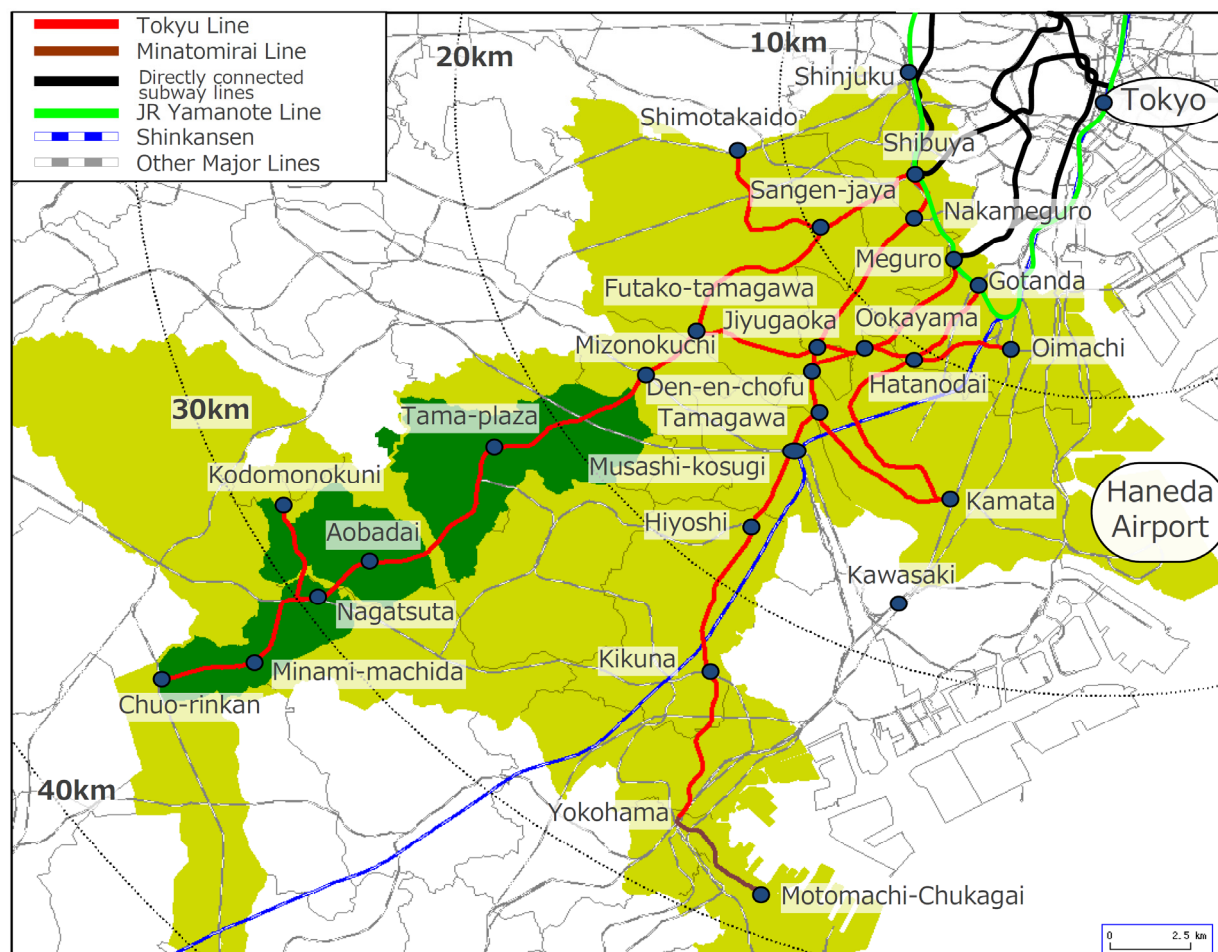 Tokyu Line
Minatomirai Line
Directly connected
subway lines
JR Yamanote Line
Shinkansen
Other Major Lines
20km
10km
Shinjuku
Tokyo
Shimotakaido
Shibuya
Sangen-jaya
Nakameguro
Meguro
Gotanda
Futako-tamagawa
Jiyugaoka
Ookayama
Mizonokuchi
Oimachi
Den-en-chofu
Hatanodai
30km
Tama-plaza
Tamagawa
Musashi-kosugi
Kodomonokuni
Kamata
Haneda
Airport
Hiyoshi
Aobadai
Kawasaki
Nagatsuta
Kikuna
Minami-machida
Chuo-rinkan
40km
Yokohama
Motomachi-Chukagai
0 2.5 km